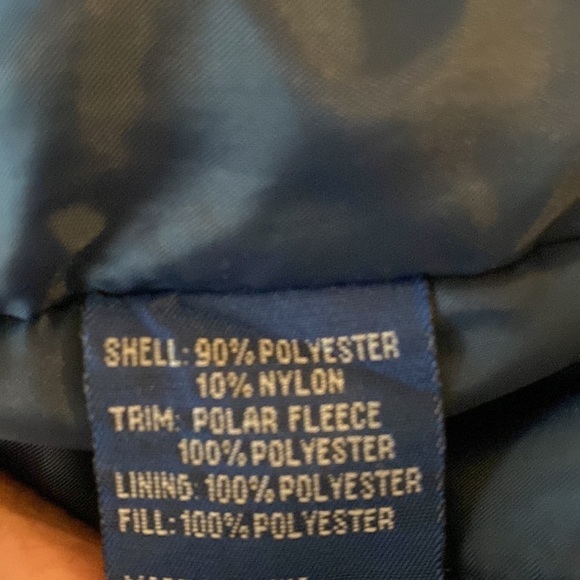 SHELL: 90% POLYESTER
10% NYLON
TRIM: POLAR FLEECE
100% POLYESTER
LINING: 100% POLYESTER
FILL: 100% POLYESTER